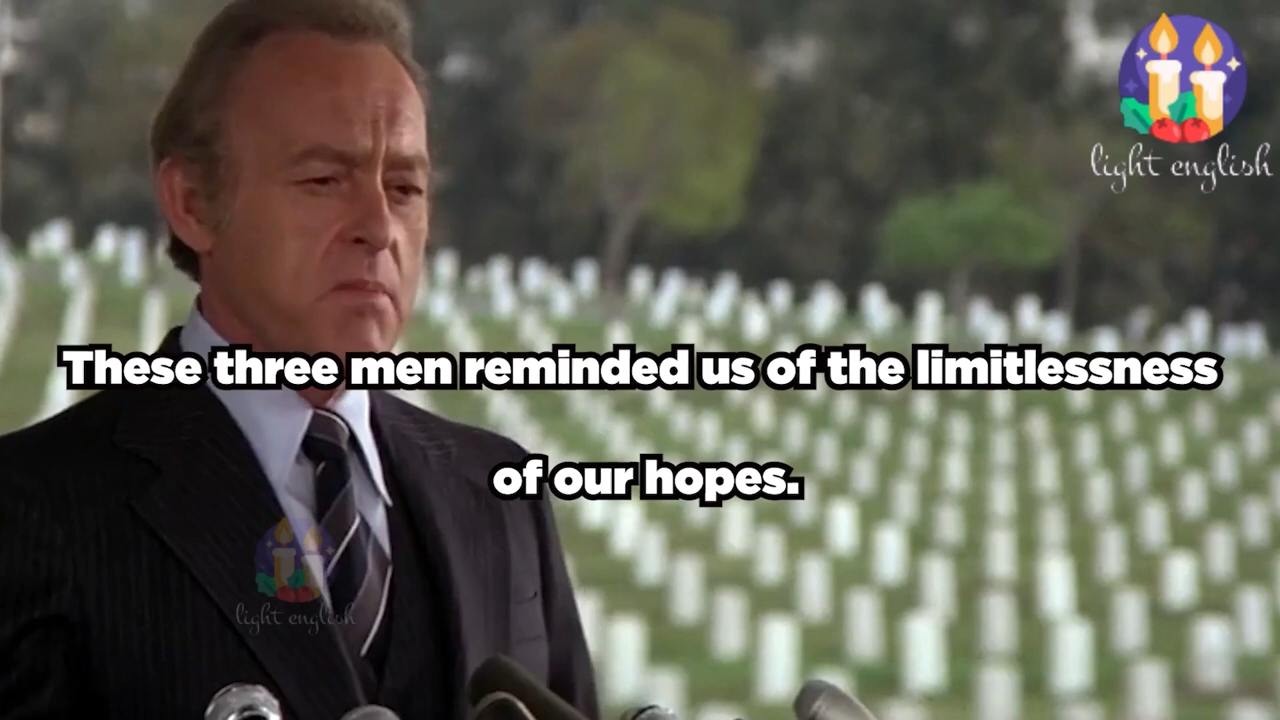 light english
These three men reminded us of the limitlessness
of our hopes.
light english